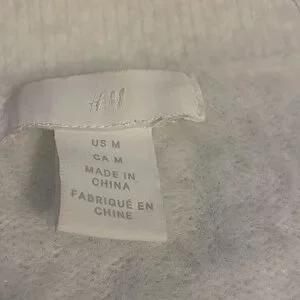 H&M
US M
CA M
MADE IN
CHINA
FABRIQUÉ EN
CHINE